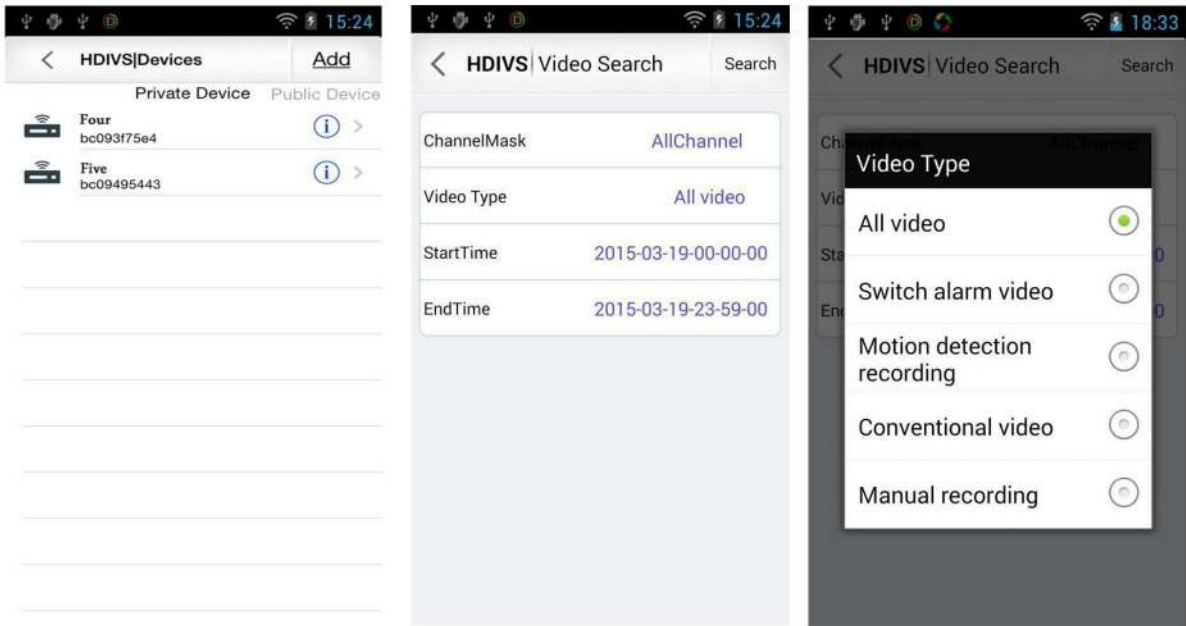 15:24
HDIVS|Devices
Add
Private Device Public Device
Four
bc093f75e4
Five
bc09495443
15:24
HDIVS Video Search
Search
ChannelMask AllChannel
Video Type All video
StartTime 2015-03-19-00-00-00
EndTime 2015-03-19-23-59-00
18:33
HDIVS Video Search
Search
Video Type
All video
Switch alarm video
Motion detection
recording
Conventional video
Manual recording